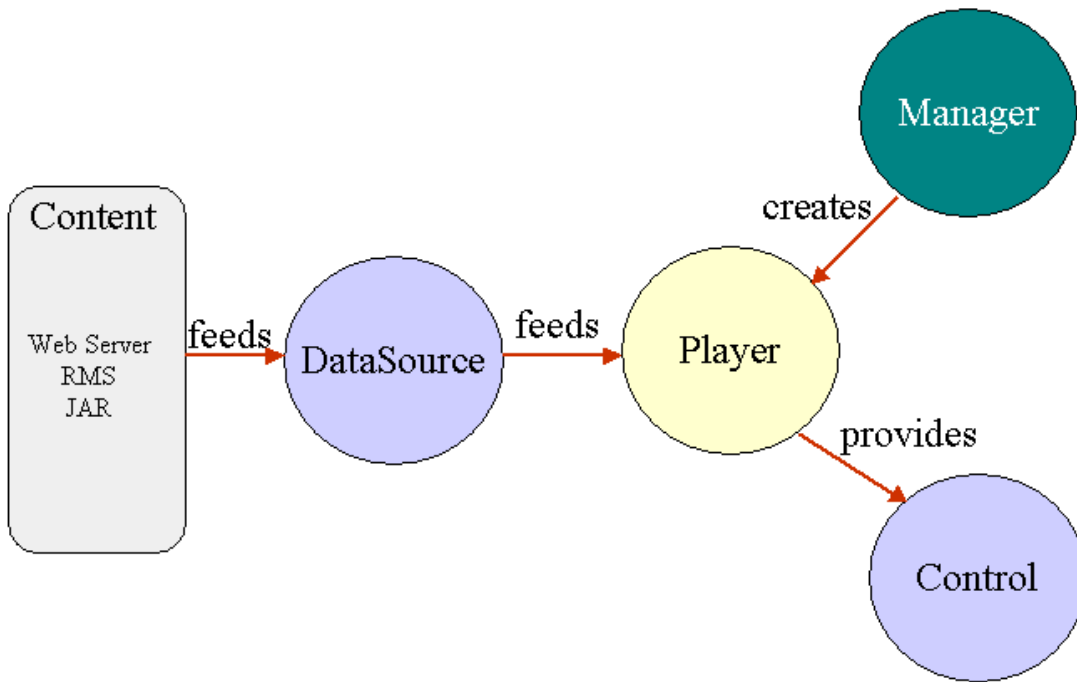 Manager
creates
Content
feeds
feeds
Web Server
RMS
JAR
DataSource
Player
provides
Control